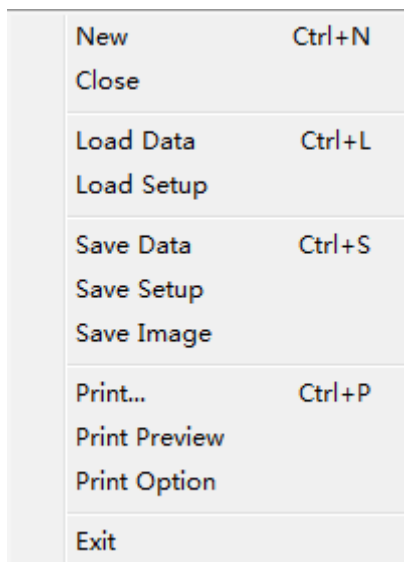 New Ctrl+N
Close
Load Data Ctrl+L
Load Setup
Save Data Ctrl+S
Save Setup
Save Image
Print... Ctrl+P
Print Preview
Print Option
Exit